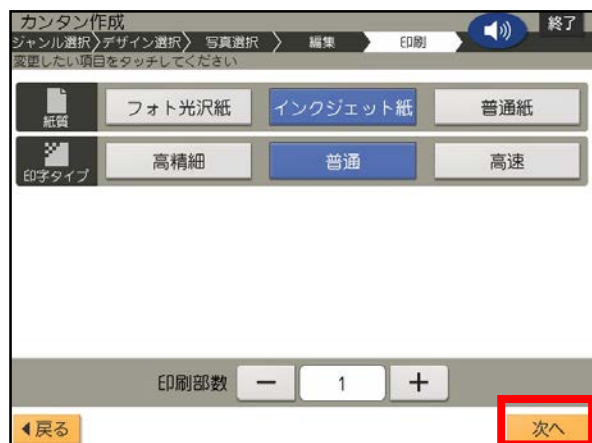 カンタン作成 終了
ジャンル選択〉デザイン選択〉 写真選択 〉 編集 印刷
変更したい項目をタッチしてください
紙質 フォト光沢紙 インクジェット紙 普通紙
印字タイプ 高精細 普通 高速
印刷部数 − 1 +
◀戻る 次へ